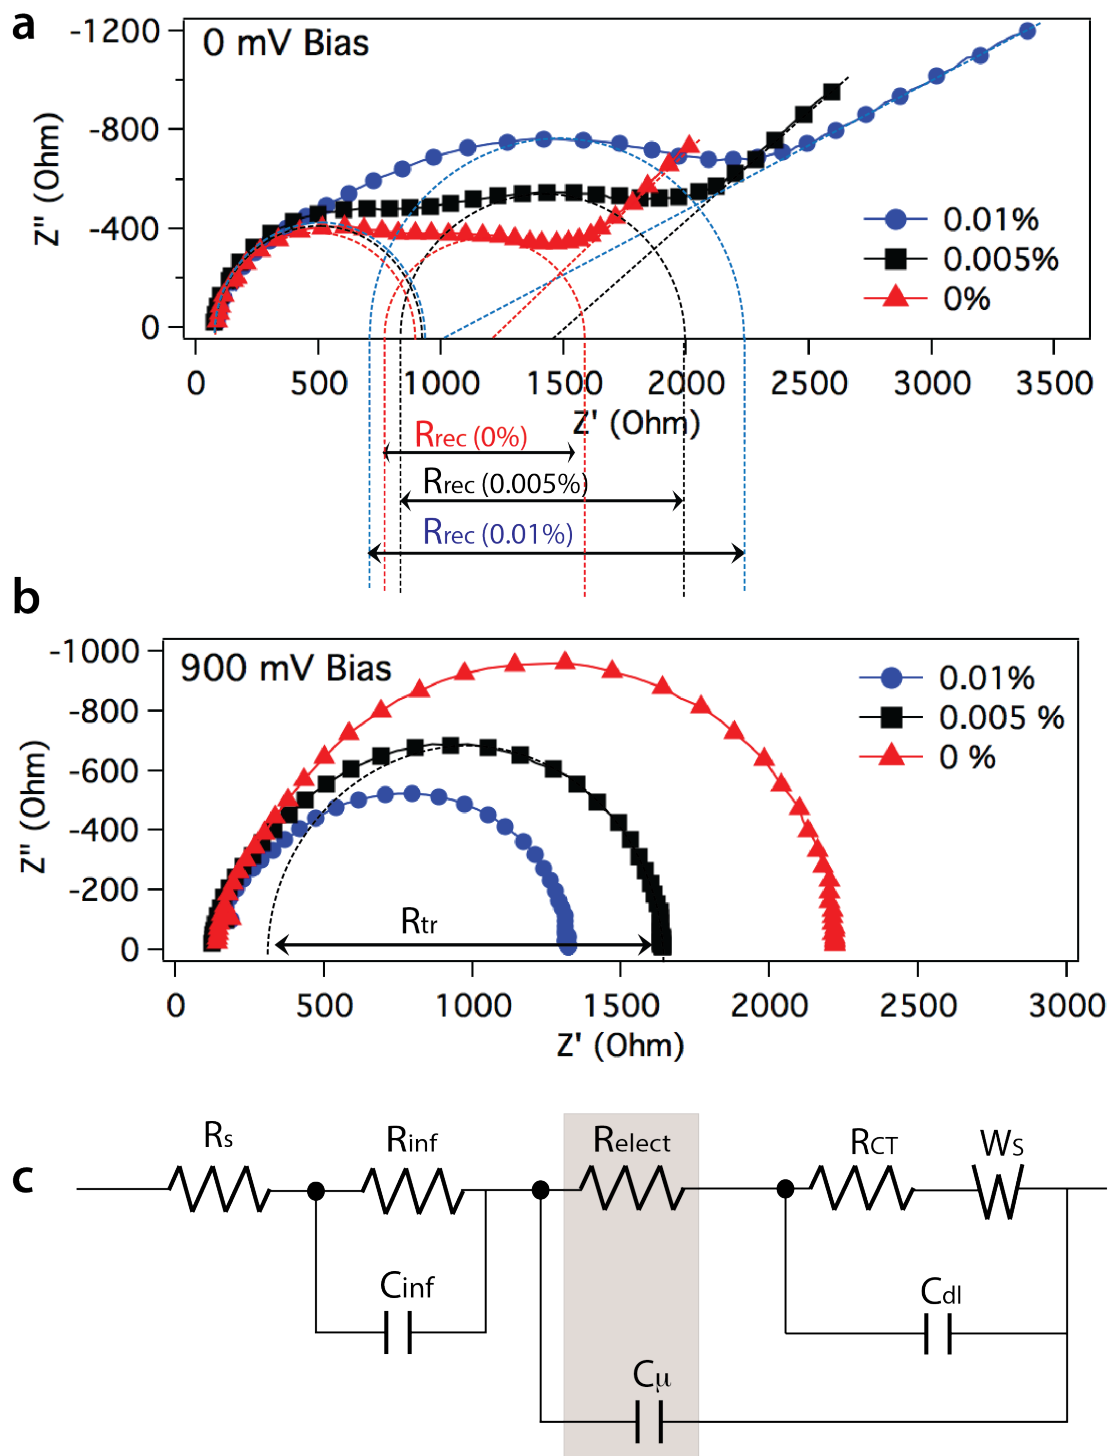 a
0 mV Bias
-1200
-800
-400
0
Z'' (Ohm)
0.01%
0.005%
0%
0 500 1000 1500 2000 2500 3000 3500
Z' (Ohm)
Rrec (0%)
Rrec (0.005%)
Rrec (0.01%)
b
900 mV Bias
-1000
-800
-600
-400
-200
0
Z'' (Ohm)
0.01%
0.005 %
0 %
Rtr
0 500 1000 1500 2000 2500 3000
Z' (Ohm)
c
Rs Rinf Relect RCT WS
Cinf Cdl
Cμ